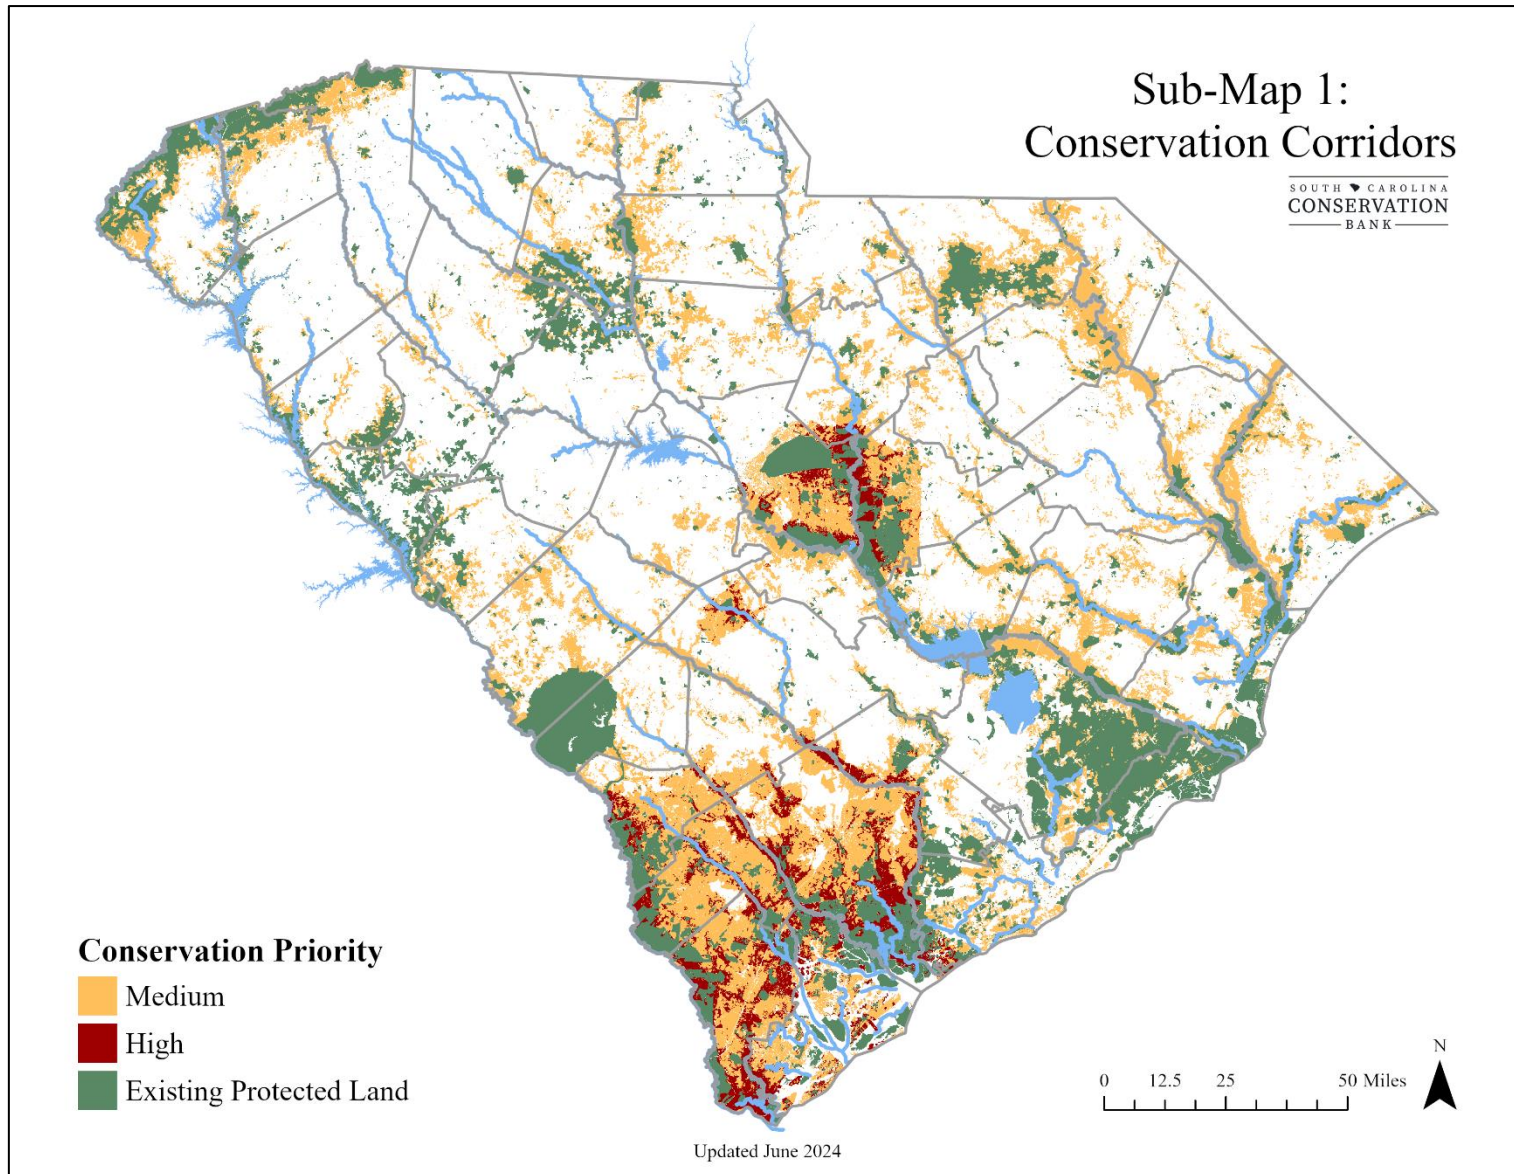 Sub-Map 1:
Conservation Corridors
SOUTH CAROLINA
CONSERVATION
BANK
Conservation Priority
Medium
High
Existing Protected Land
N
0 12.5 25 50 Miles
Updated June 2024